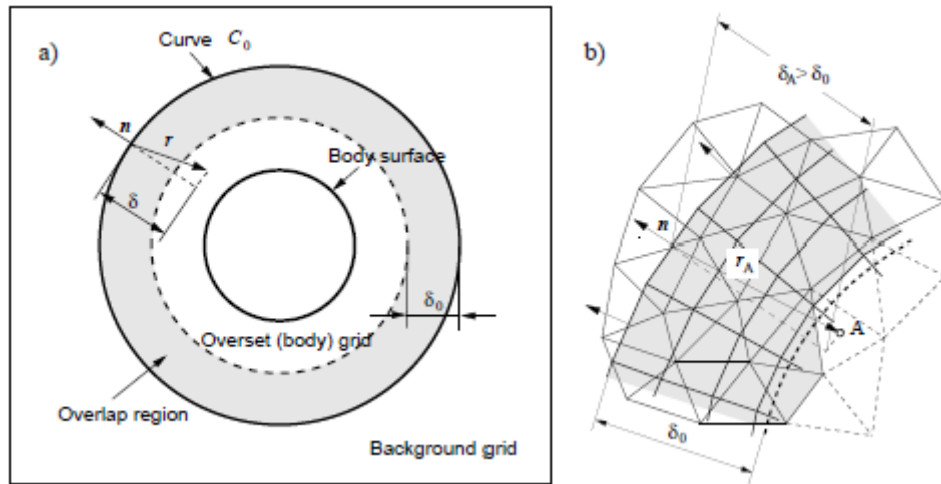 a)
Curve C₀
n
r
Body surface
δ
δ₀
Overset (body) grid
Overlap region
Background grid
b)
δA > δ₀
n
rA
A
δ₀